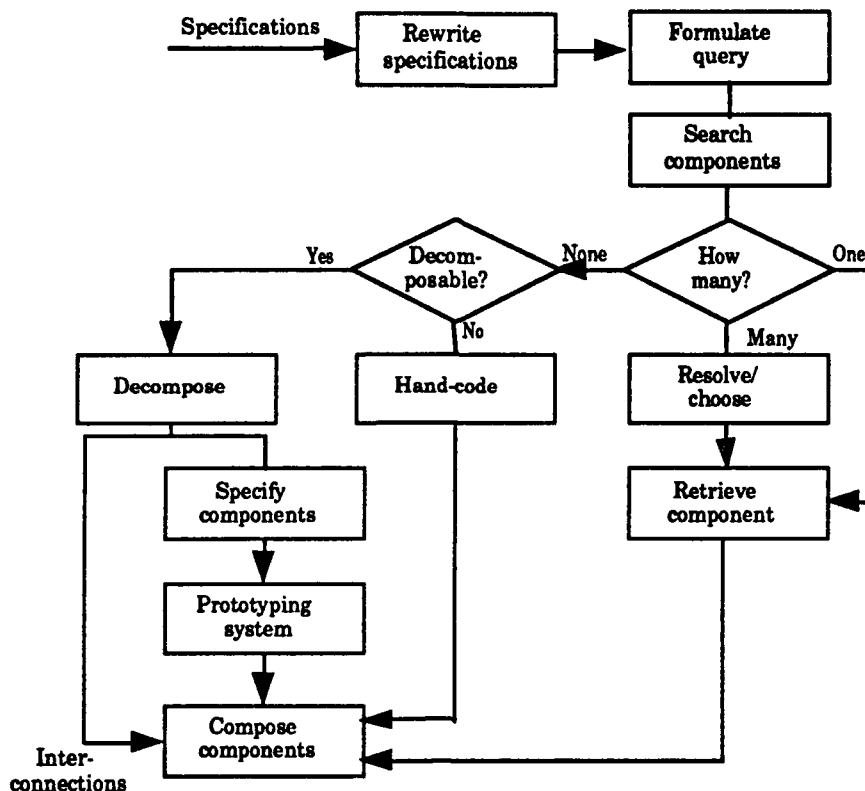 Specifications
Rewrite
specifications
Formulate
query
Search
components
How
many?
One
None
Many
Decom-
posable?
Yes
No
Decompose
Hand-code
Resolve/
choose
Specify
components
Retrieve
component
Prototyping
system
Compose
components
Inter-
connections